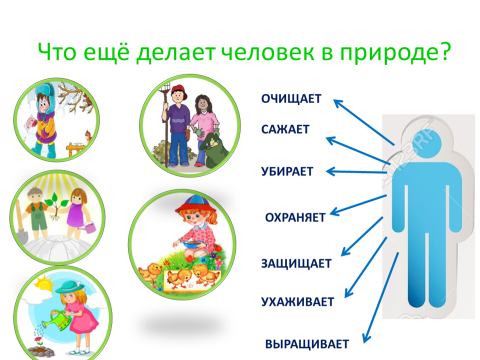 Что ещё делает человек в природе?
ОЧИЩАЕТ
САЖАЕТ
УБИРАЕТ
ОХРАНЯЕТ
ЗАЩИЩАЕТ
УХАЖИВАЕТ
ВЫРАЩИВАЕТ